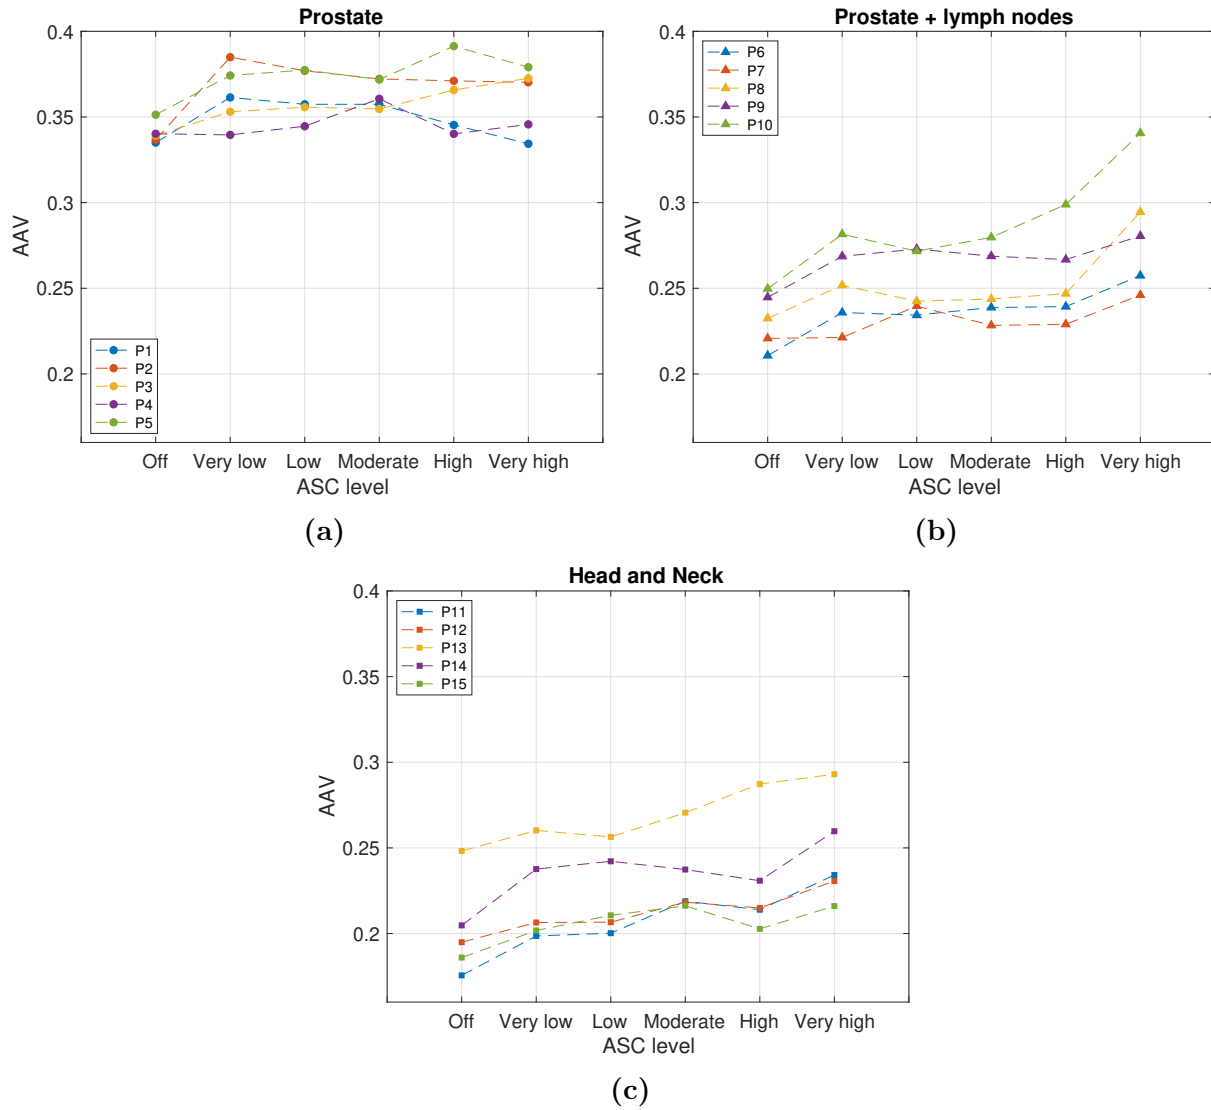 Prostate
0.4
0.35
0.3
0.25
0.2
AAV
P1
P2
P3
P4
P5
Off Very low Low Moderate High Very high
ASC level
(a)
Prostate + lymph nodes
0.4
0.35
0.3
0.25
0.2
AAV
P6
P7
P8
P9
P10
Off Very low Low Moderate High Very high
ASC level
(b)
Head and Neck
0.4
0.35
0.3
0.25
0.2
AAV
P11
P12
P13
P14
P15
Off Very low Low Moderate High Very high
ASC level
(c)